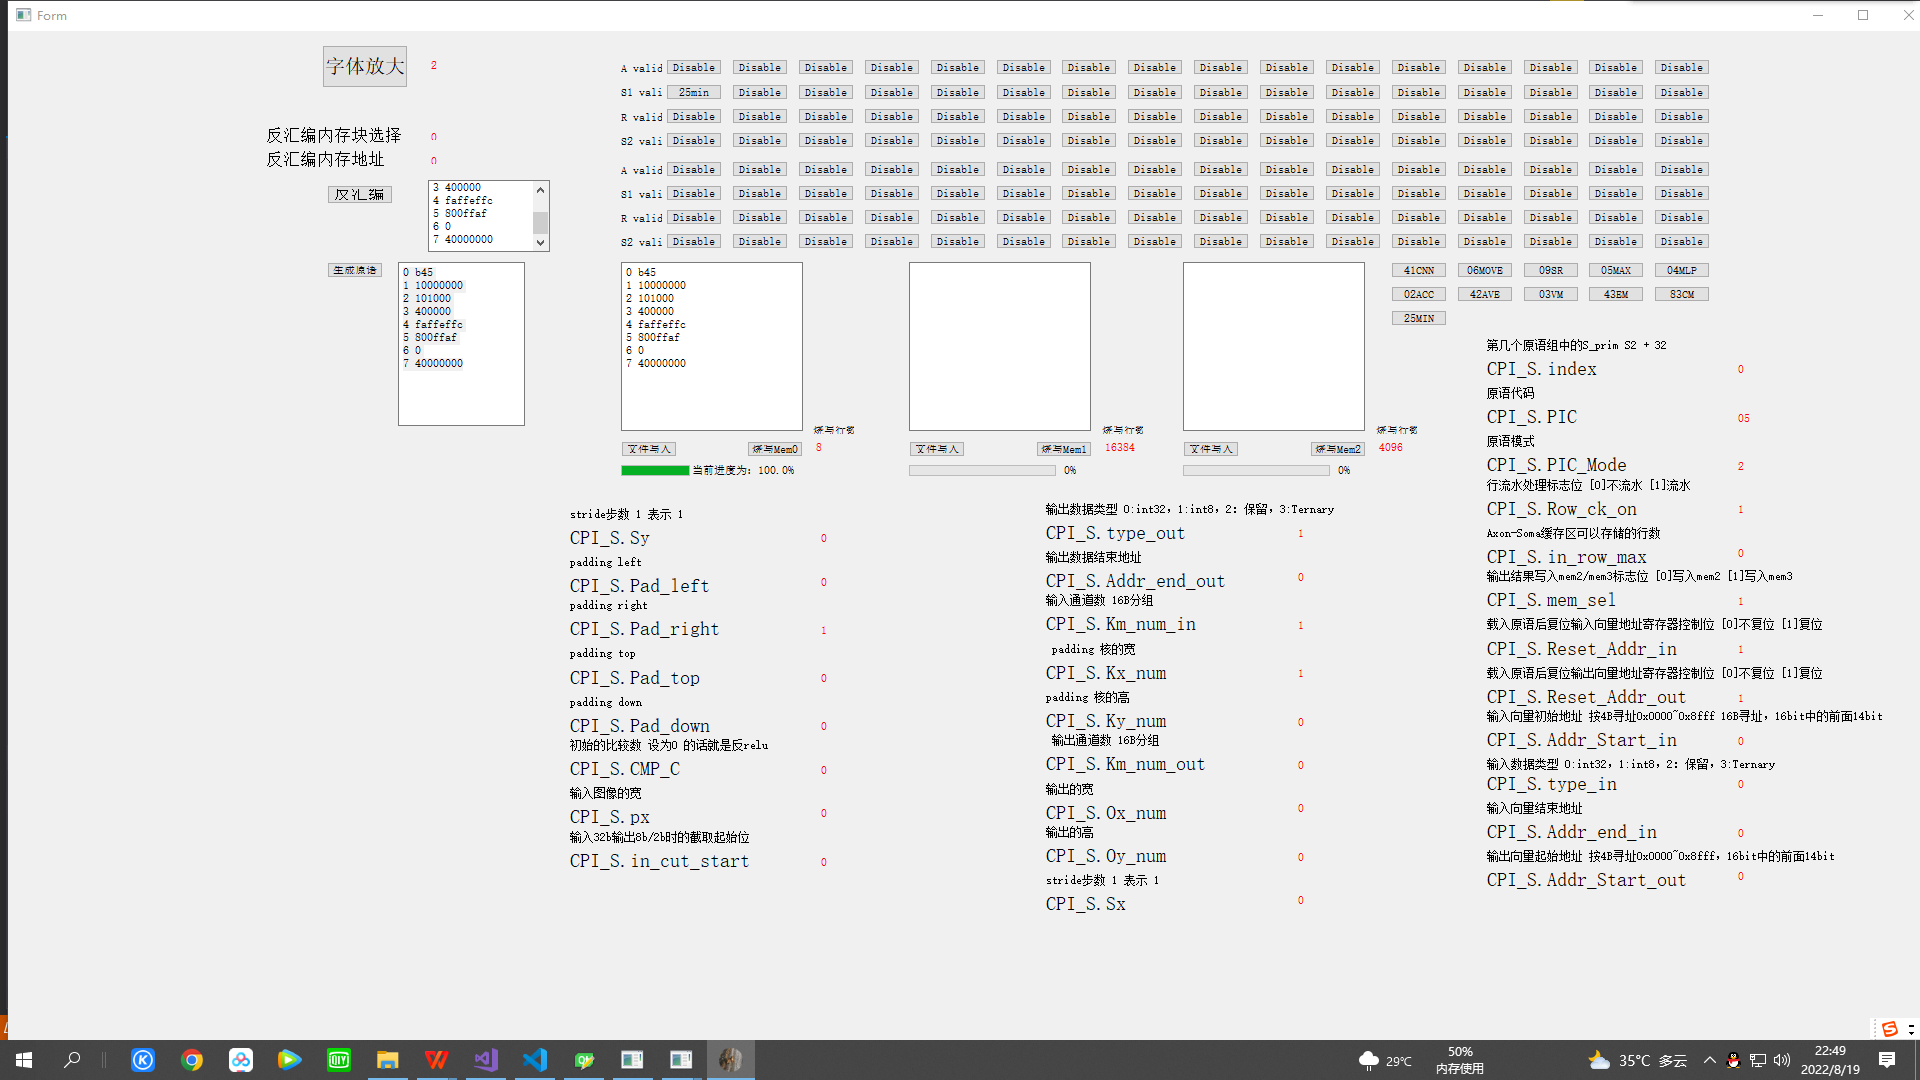 Form
字体放大 2
反汇编内存块选择 0
反汇编内存地址 0
反汇编
3 400000
4 faffeffc
5 800ffaf
6 0
7 40000000
A valid Disable Disable Disable Disable Disable Disable Disable Disable Disable Disable Disable Disable Disable Disable Disable Disable
S1 vali 25min Disable Disable Disable Disable Disable Disable Disable Disable Disable Disable Disable Disable Disable Disable Disable
R valid Disable Disable Disable Disable Disable Disable Disable Disable Disable Disable Disable Disable Disable Disable Disable Disable
S2 vali Disable Disable Disable Disable Disable Disable Disable Disable Disable Disable Disable Disable Disable Disable Disable Disable
A valid Disable Disable Disable Disable Disable Disable Disable Disable Disable Disable Disable Disable Disable Disable Disable Disable
S1 vali Disable Disable Disable Disable Disable Disable Disable Disable Disable Disable Disable Disable Disable Disable Disable Disable
R valid Disable Disable Disable Disable Disable Disable Disable Disable Disable Disable Disable Disable Disable Disable Disable Disable
S2 vali Disable Disable Disable Disable Disable Disable Disable Disable Disable Disable Disable Disable Disable Disable Disable Disable
生成原语
0 b45
1 10000000
2 101000
3 400000
4 faffeffc
5 800ffaf
6 0
7 40000000
0 b45
1 10000000
2 101000
3 400000
4 faffeffc
5 800ffaf
6 0
7 40000000
烧写行宽
文件写入 烧写Mem0 8
当前进度为: 100.0%
烧写行宽
文件写入 烧写Mem1 16384
0%
烧写行宽
文件写入 烧写Mem2 4096
0%
41CNN 06MOVE 09SR 05MAX 04MLP
02ACC 42AVE 03VM 43EM 83CM
25MIN
stride步数 1 表示 1
CPI_S.Sy 0
padding left
CPI_S.Pad_left 0
padding right
CPI_S.Pad_right 1
padding top
CPI_S.Pad_top 0
padding down
CPI_S.Pad_down 0
初始的比较数 设为0 的话就是反relu
CPI_S.CMP_C 0
输入图像的宽
CPI_S.px 0
输入32b输出8b/2b时的截取起始位
CPI_S.in_cut_start 0
输出数据类型 0:int32, 1:int8, 2: 保留, 3:Ternary
CPI_S.type_out 1
输出数据结束地址
CPI_S.Addr_end_out 0
输入通道数 16B分组
CPI_S.Km_num_in 1
padding 核的宽
CPI_S.Kx_num 1
padding 核的高
CPI_S.Ky_num 0
输出通道数 16B分组
CPI_S.Km_num_out 0
输出的宽
CPI_S.Ox_num 0
输出的高
CPI_S.Oy_num 0
stride步数 1 表示 1
CPI_S.Sx 0
第几个原语组中的S_prim S2 + 32
CPI_S.index 0
原语代码
CPI_S.PIC 05
原语模式
CPI_S.PIC_Mode 2
行流水处理标志位 [0]不流水 [1]流水
CPI_S.Row_ck_on 1
Axon-Soma缓存区可以存储的行数
CPI_S.in_row_max 0
输出结果写入mem2/mem3标志位 [0]写入mem2 [1]写入mem3
CPI_S.mem_sel 1
载入原语后复位输入向量地址寄存器控制位 [0]不复位 [1]复位
CPI_S.Reset_Addr_in 1
载入原语后复位输出向量地址寄存器控制位 [0]不复位 [1]复位
CPI_S.Reset_Addr_out 1
输入向量初始地址 按4B寻址0x0000~0x8fff 16B寻址, 16bit中的前面14bit
CPI_S.Addr_Start_in 0
输入数据类型 0:int32, 1:int8, 2: 保留, 3:Ternary
CPI_S.type_in 0
输入向量结束地址
CPI_S.Addr_end_in 0
输出向量起始地址 按4B寻址0x0000~0x8fff, 16bit中的前面14bit
CPI_S.Addr_Start_out 0
29℃
50%
内存使用
35°C 多云
22:49
2022/8/19